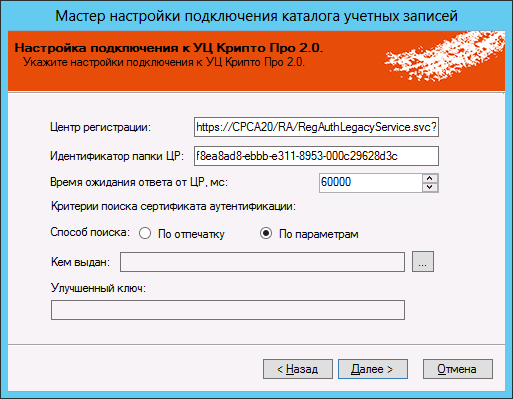 Мастер настройки подключения каталога учетных записей
Настройка подключения к УЦ Крипто Про 2.0.
Укажите настройки подключения к УЦ Крипто Про 2.0.
Центр регистрации: https://CPCA20/RA/RegAuthLegacyService.svc?
Идентификатор папки ЦР: f8ea8ad8-ebbb-e311-8953-000c29628d3c
Время ожидания ответа от ЦР, мс: 60000
Критерии поиска сертификата аутентификации:
Способ поиска: По отпечатку По параметрам
Кем выдан: ...
Улучшенный ключ:
< Назад Далее > Отмена